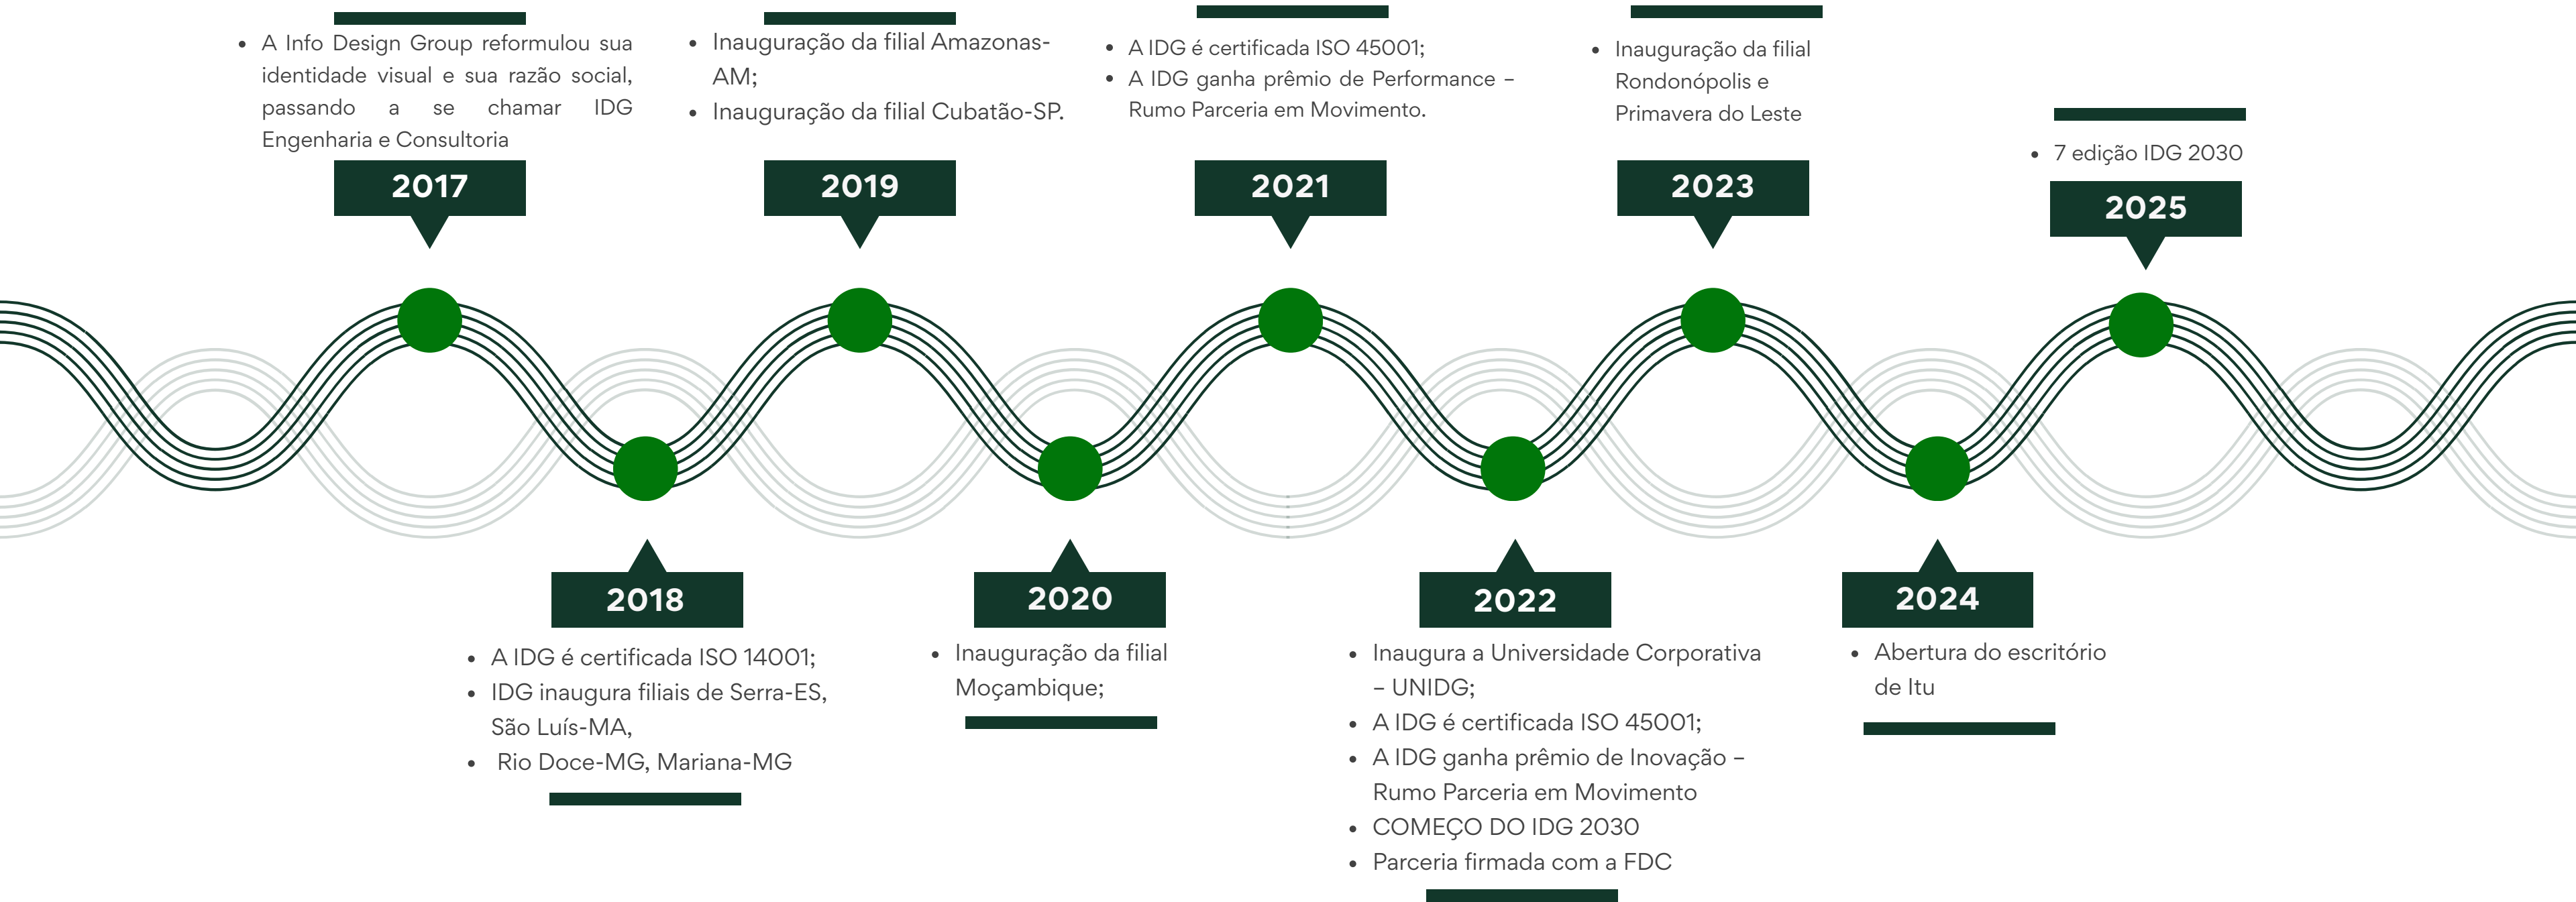 • A Info Design Group reformulou sua
identidade visual e sua razão social,
passando a se chamar IDG
Engenharia e Consultoria
2017
• A IDG é certificada ISO 14001;
• IDG inaugura filiais de Serra-ES,
São Luís-MA,
• Rio Doce-MG, Mariana-MG
2018
• Inauguração da filial Amazonas-
AM;
• Inauguração da filial Cubatão-SP.
2019
2020
• Inauguração da filial
Moçambique;
• A IDG é certificada ISO 45001;
• A IDG ganha prêmio de Performance –
Rumo Parceria em Movimento.
2021
2022
• Inaugura a Universidade Corporativa
– UNIDG;
• A IDG é certificada ISO 45001;
• A IDG ganha prêmio de Inovação –
Rumo Parceria em Movimento
• COMEÇO DO IDG 2030
• Parceria firmada com a FDC
• Inauguração da filial
Rondonópolis e
Primavera do Leste
2023
2024
• Abertura do escritório
de Itu
• 7 edição IDG 2030
2025